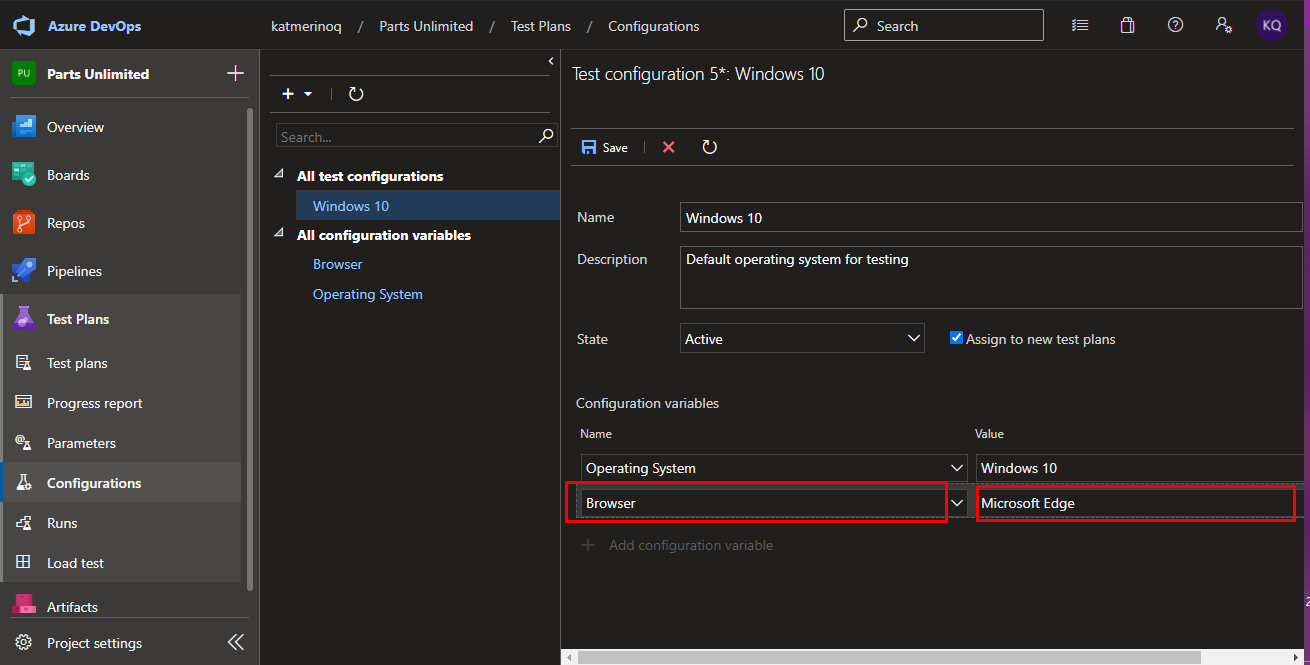 Azure DevOps
katmerinoq / Parts Unlimited / Test Plans / Configurations
Search
KQ
PU Parts Unlimited
Overview
Boards
Repos
Pipelines
Test Plans
Test plans
Progress report
Parameters
Configurations
Runs
Load test
Artifacts
Project settings
Search...
All test configurations
Windows 10
All configuration variables
Browser
Operating System
Test configuration 5*: Windows 10
Save
Name Windows 10
Description Default operating system for testing
State Active Assign to new test plans
Configuration variables
Name Value
Operating System Windows 10
Browser Microsoft Edge
Add configuration variable
2